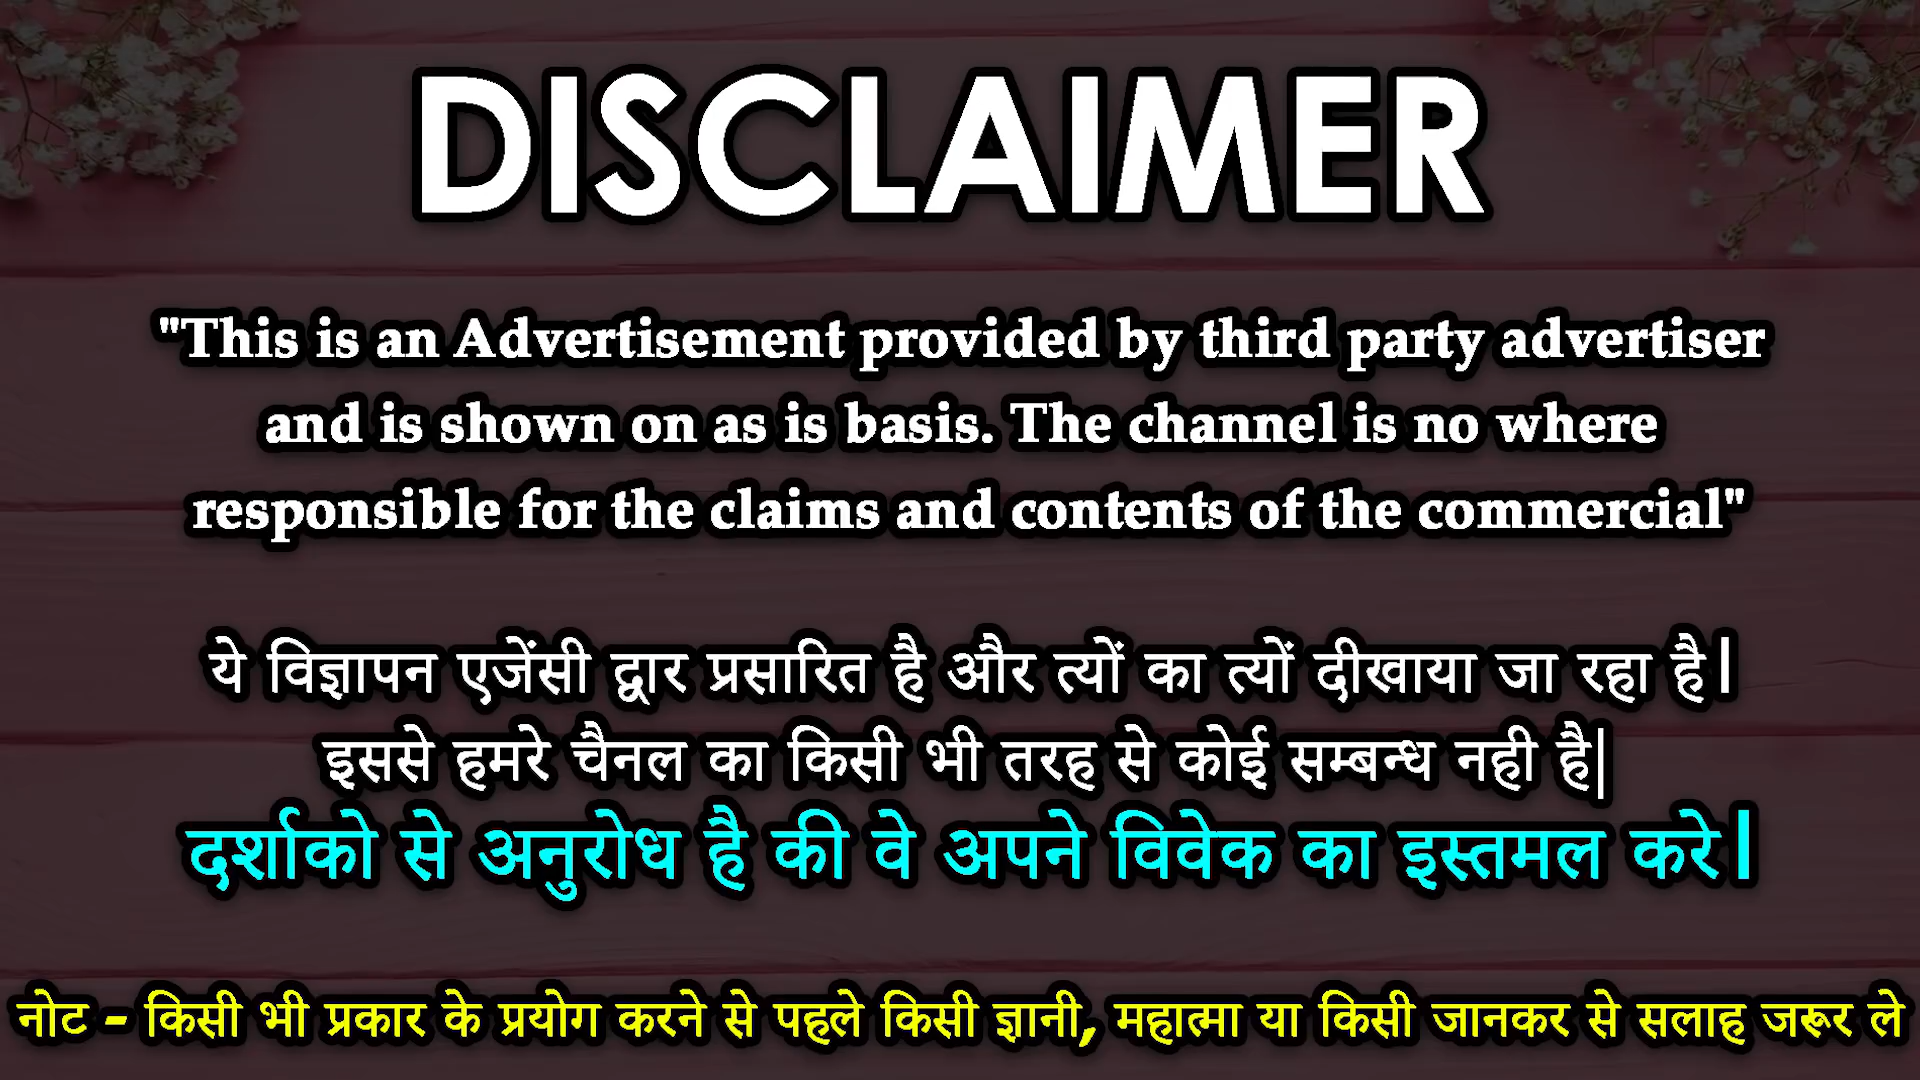 DISCLAIMER
"This is an Advertisement provided by third party advertiser
and is shown on as is basis. The channel is no where
responsible for the claims and contents of the commercial"
ये विज्ञापन एजेंसी द्वार प्रसारित है और त्यों का त्यों दीखाया जा रहा है।
इससे हमरे चैनल का किसी भी तरह से कोई सम्बन्ध नही है|
दर्शाको से अनुरोध है की वे अपने विवेक का इस्तमल करे।
नोट - किसी भी प्रकार के प्रयोग करने से पहले किसी ज्ञानी, महात्मा या किसी जानकर से सलाह जरूर ले